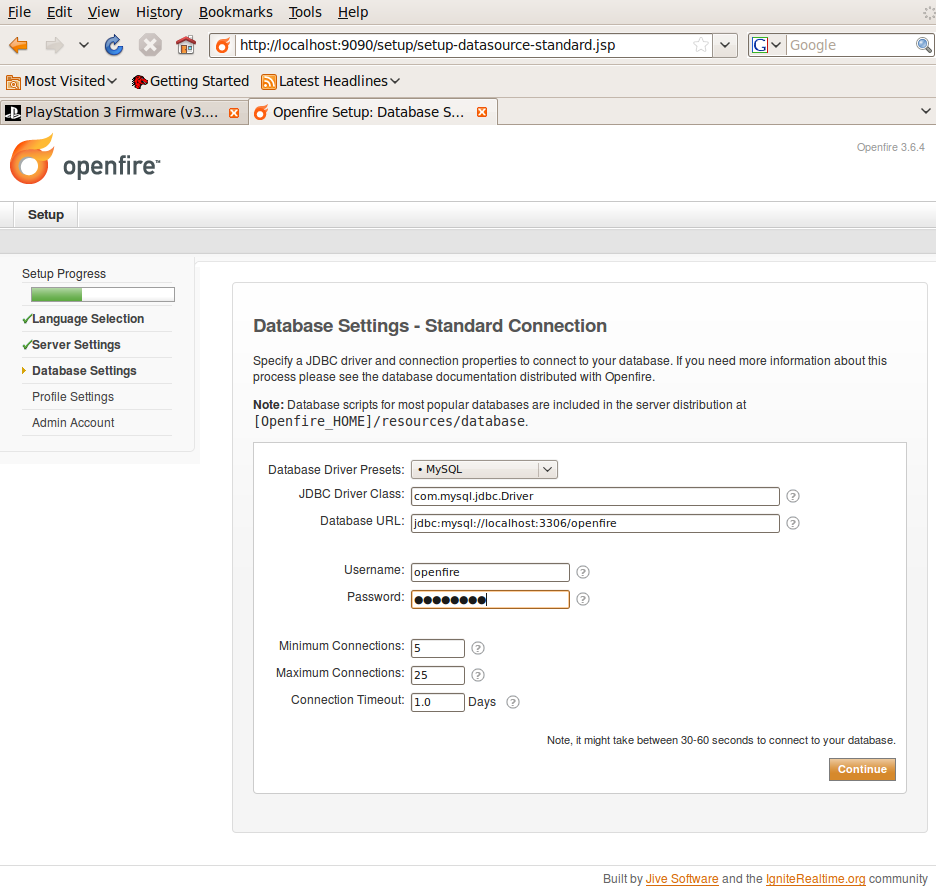 File Edit View History Bookmarks Tools Help
http://localhost:9090/setup/setup-datasource-standard.jsp
G Google
Most Visited Getting Started Latest Headlines
PlayStation 3 Firmware (v3.... Openfire Setup: Database S...
openfire™
Openfire 3.6.4
Setup
Setup Progress
Language Selection
Server Settings
Database Settings
Profile Settings
Admin Account
Database Settings - Standard Connection
Specify a JDBC driver and connection properties to connect to your database. If you need more information about this
process please see the database documentation distributed with Openfire.
Note: Database scripts for most popular databases are included in the server distribution at
[Openfire_HOME]/resources/database.
Database Driver Presets: • MySQL
JDBC Driver Class: com.mysql.jdbc.Driver ?
Database URL: jdbc:mysql://localhost:3306/openfire ?
Username: openfire ?
Password: ●●●●●●●● ?
Minimum Connections: 5 ?
Maximum Connections: 25 ?
Connection Timeout: 1.0 Days ?
Note, it might take between 30-60 seconds to connect to your database.
Continue
Built by Jive Software and the IgniteRealtime.org community